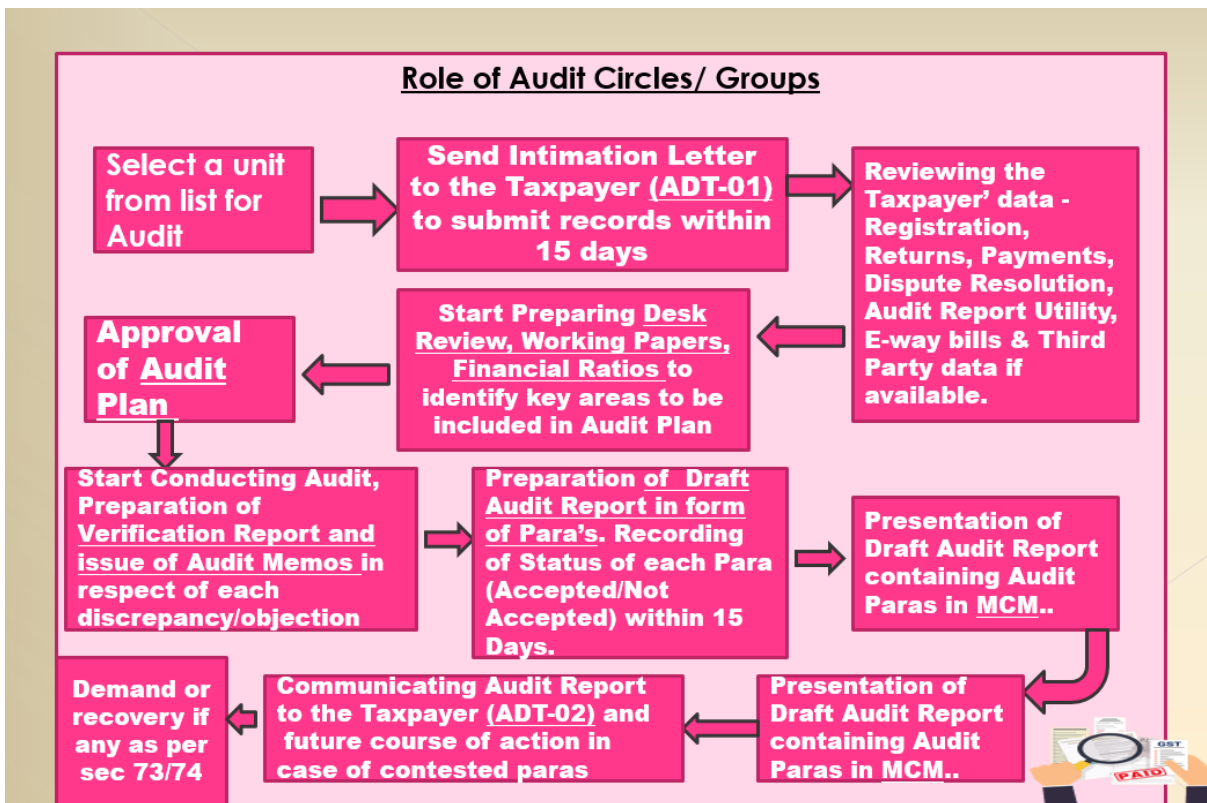 Role of Audit Circles/ Groups
Select a unit
from list for
Audit
Send Intimation Letter
to the Taxpayer (ADT-01)
to submit records within
15 days
Reviewing the
Taxpayer’ data -
Registration,
Returns, Payments,
Dispute Resolution,
Audit Report Utility,
E-way bills & Third
Party data if
available.
Start Preparing Desk
Review, Working Papers,
Financial Ratios to
identify key areas to be
included in Audit Plan
Approval
of Audit
Plan
Start Conducting Audit,
Preparation of
Verification Report and
issue of Audit Memos in
respect of each
discrepancy/objection
Preparation of Draft
Audit Report in form
of Para’s. Recording
of Status of each Para
(Accepted/Not
Accepted) within 15
Days.
Presentation of
Draft Audit Report
containing Audit
Paras in MCM..
Presentation of
Draft Audit Report
containing Audit
Paras in MCM..
Communicating Audit Report
to the Taxpayer (ADT-02) and
future course of action in
case of contested paras
Demand or
recovery if
any as per
sec 73/74
GST
PAID